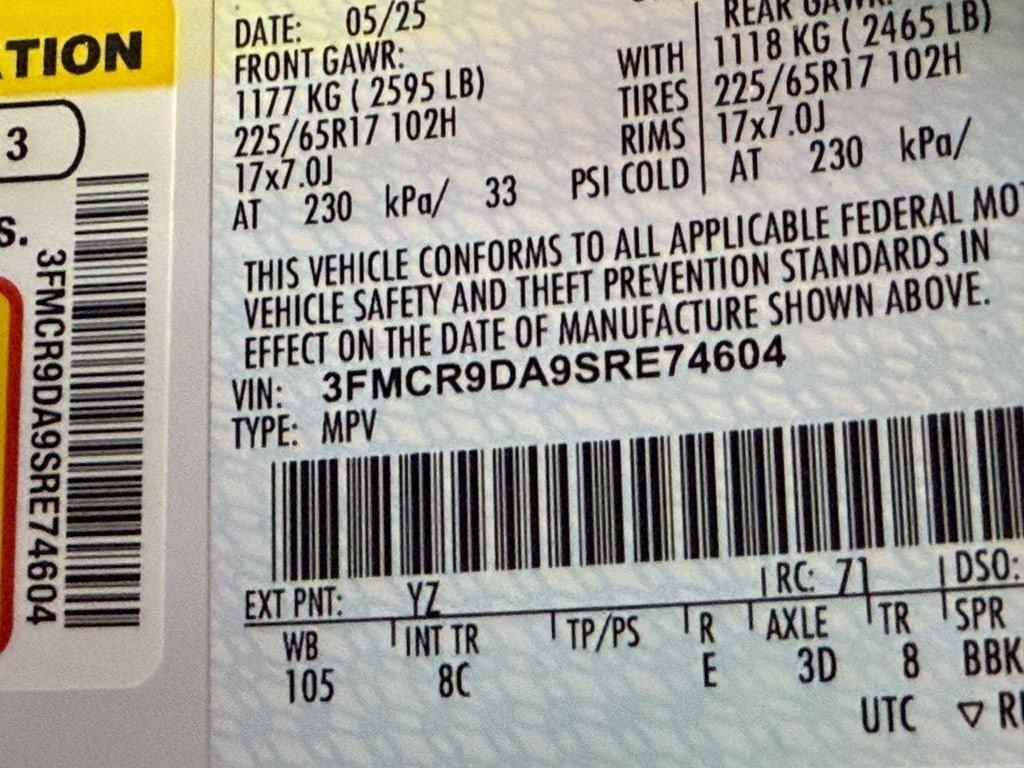 TION
3
S.
3FMCR9DA9SRE74604
DATE: 05/25
FRONT GAWR:
1177 KG ( 2595 LB)
225/65R17 102H
17x7.0J
AT 230 kPa/ 33 PSI COLD
WITH
TIRES
RIMS
REAR GAWR:
1118 KG ( 2465 LB)
225/65R17 102H
17x7.0J
AT 230 kPa/
THIS VEHICLE CONFORMS TO ALL APPLICABLE FEDERAL MO
VEHICLE SAFETY AND THEFT PREVENTION STANDARDS IN
EFFECT ON THE DATE OF MANUFACTURE SHOWN ABOVE.
VIN: 3FMCR9DA9SRE74604
TYPE: MPV
EXT PNT: YZ RC: 71 DSO:
WB INT TR TP/PS R AXLE TR SPR
105 8C E 3D 8 BBK
UTC ▽ R